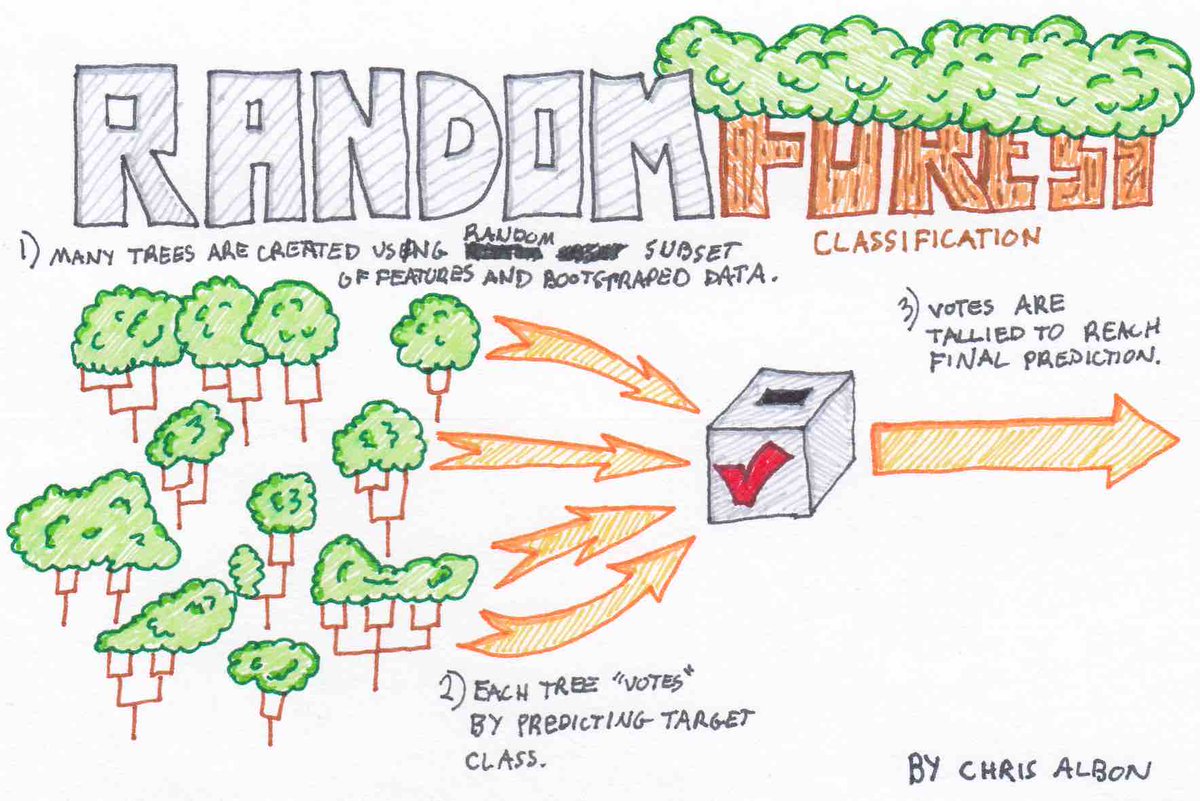 RANDOM FOREST
CLASSIFICATION
1) MANY TREES ARE CREATED USING RANDOM SUBSET
OF FEATURES AND BOOTSTRAPED DATA.
3) VOTES ARE
TALLIED TO REACH
FINAL PREDICTION.
2) EACH TREE "VOTES"
BY PREDICTING TARGET
CLASS.
BY CHRIS ALBON